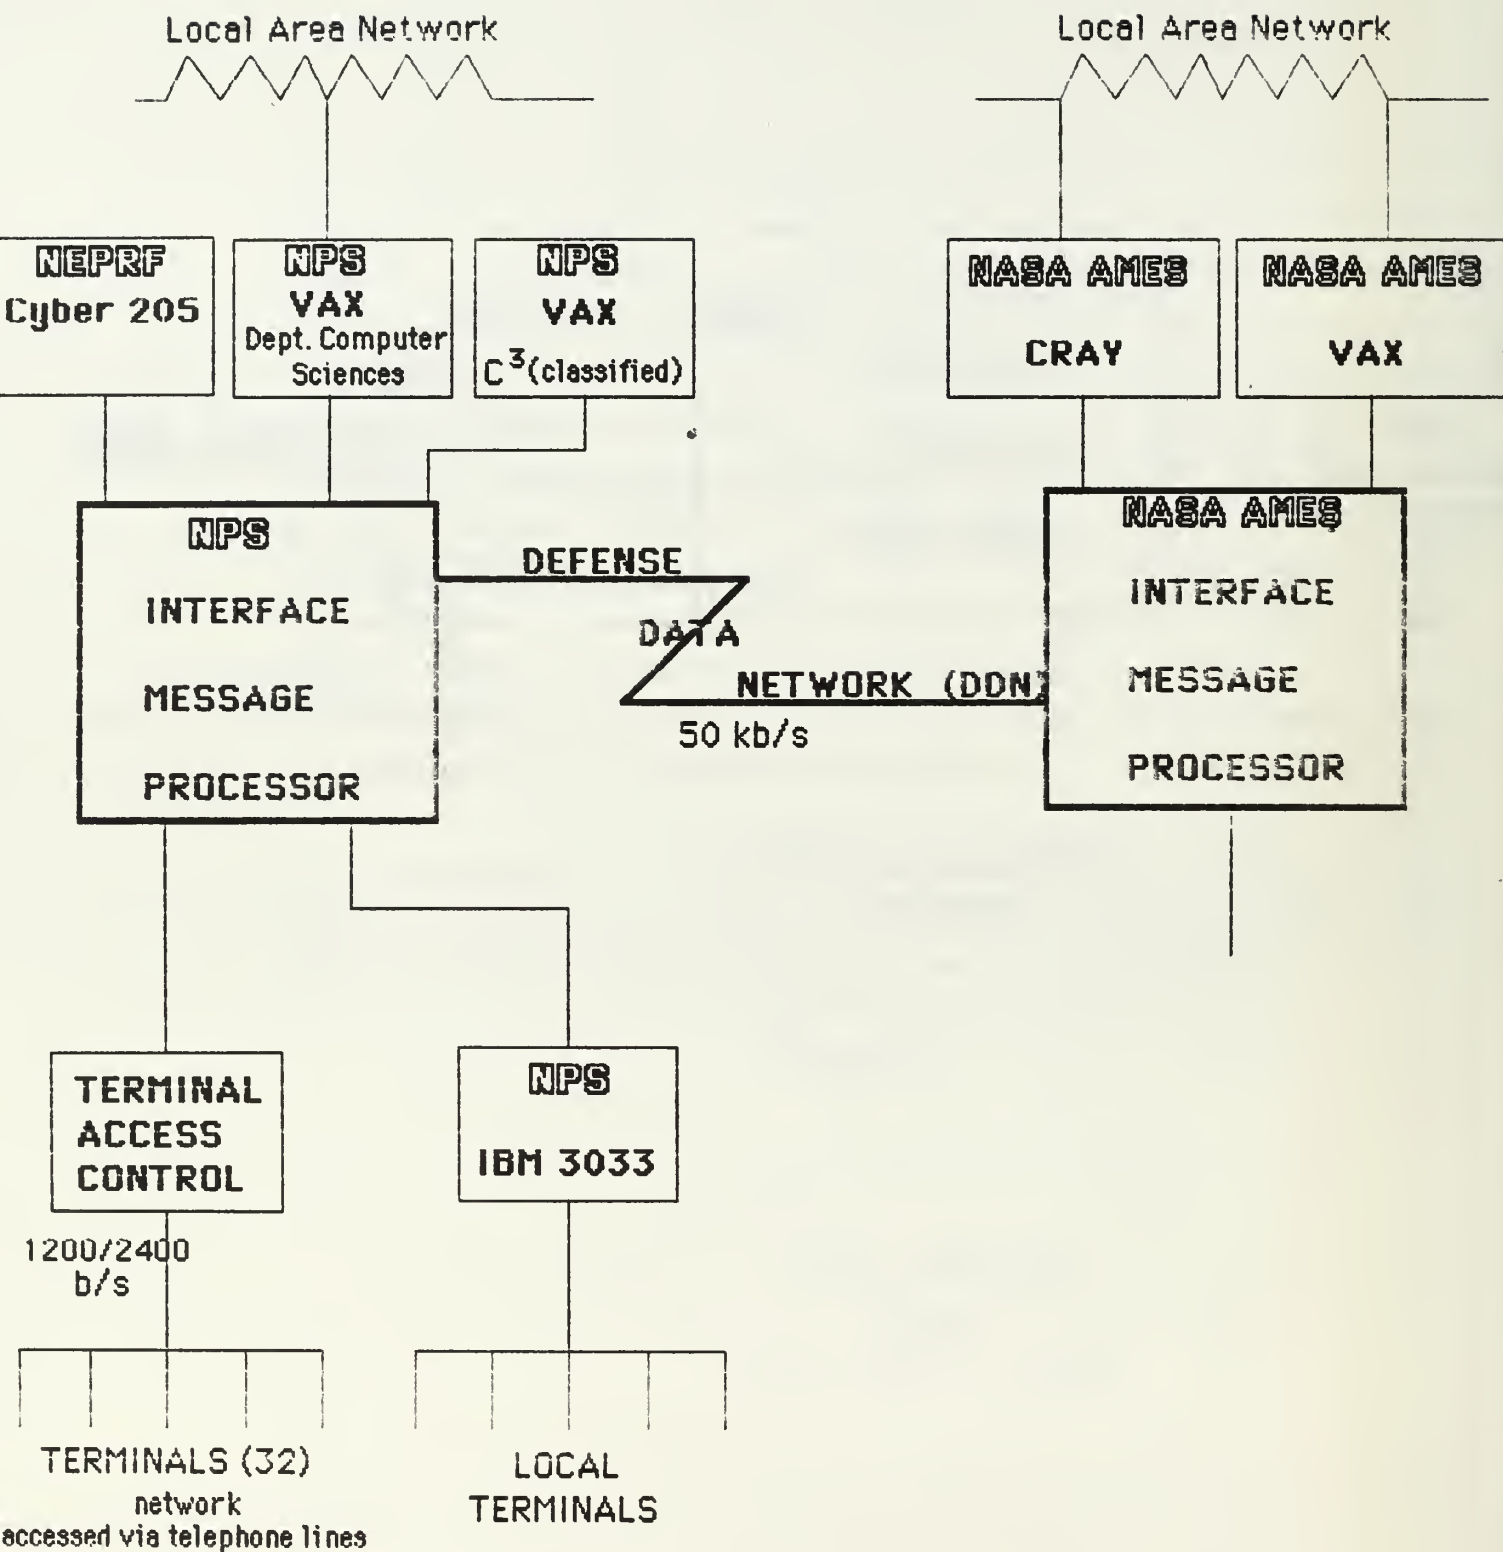 Local Area Network
Local Area Network
NEPRF
Cyber 205
NPS
VAX
Dept. Computer
Sciences
NPS
VAX
C³(classified)
NASA AMES
CRAY
NASA AMES
VAX
NPS
INTERFACE
MESSAGE
PROCESSOR
DEFENSE
DATA
NETWORK (DDN)
50 kb/s
NASA AMES
INTERFACE
MESSAGE
PROCESSOR
TERMINAL
ACCESS
CONTROL
NPS
IBM 3033
1200/2400
b/s
TERMINALS (32)
network
accessed via telephone lines
LOCAL
TERMINALS